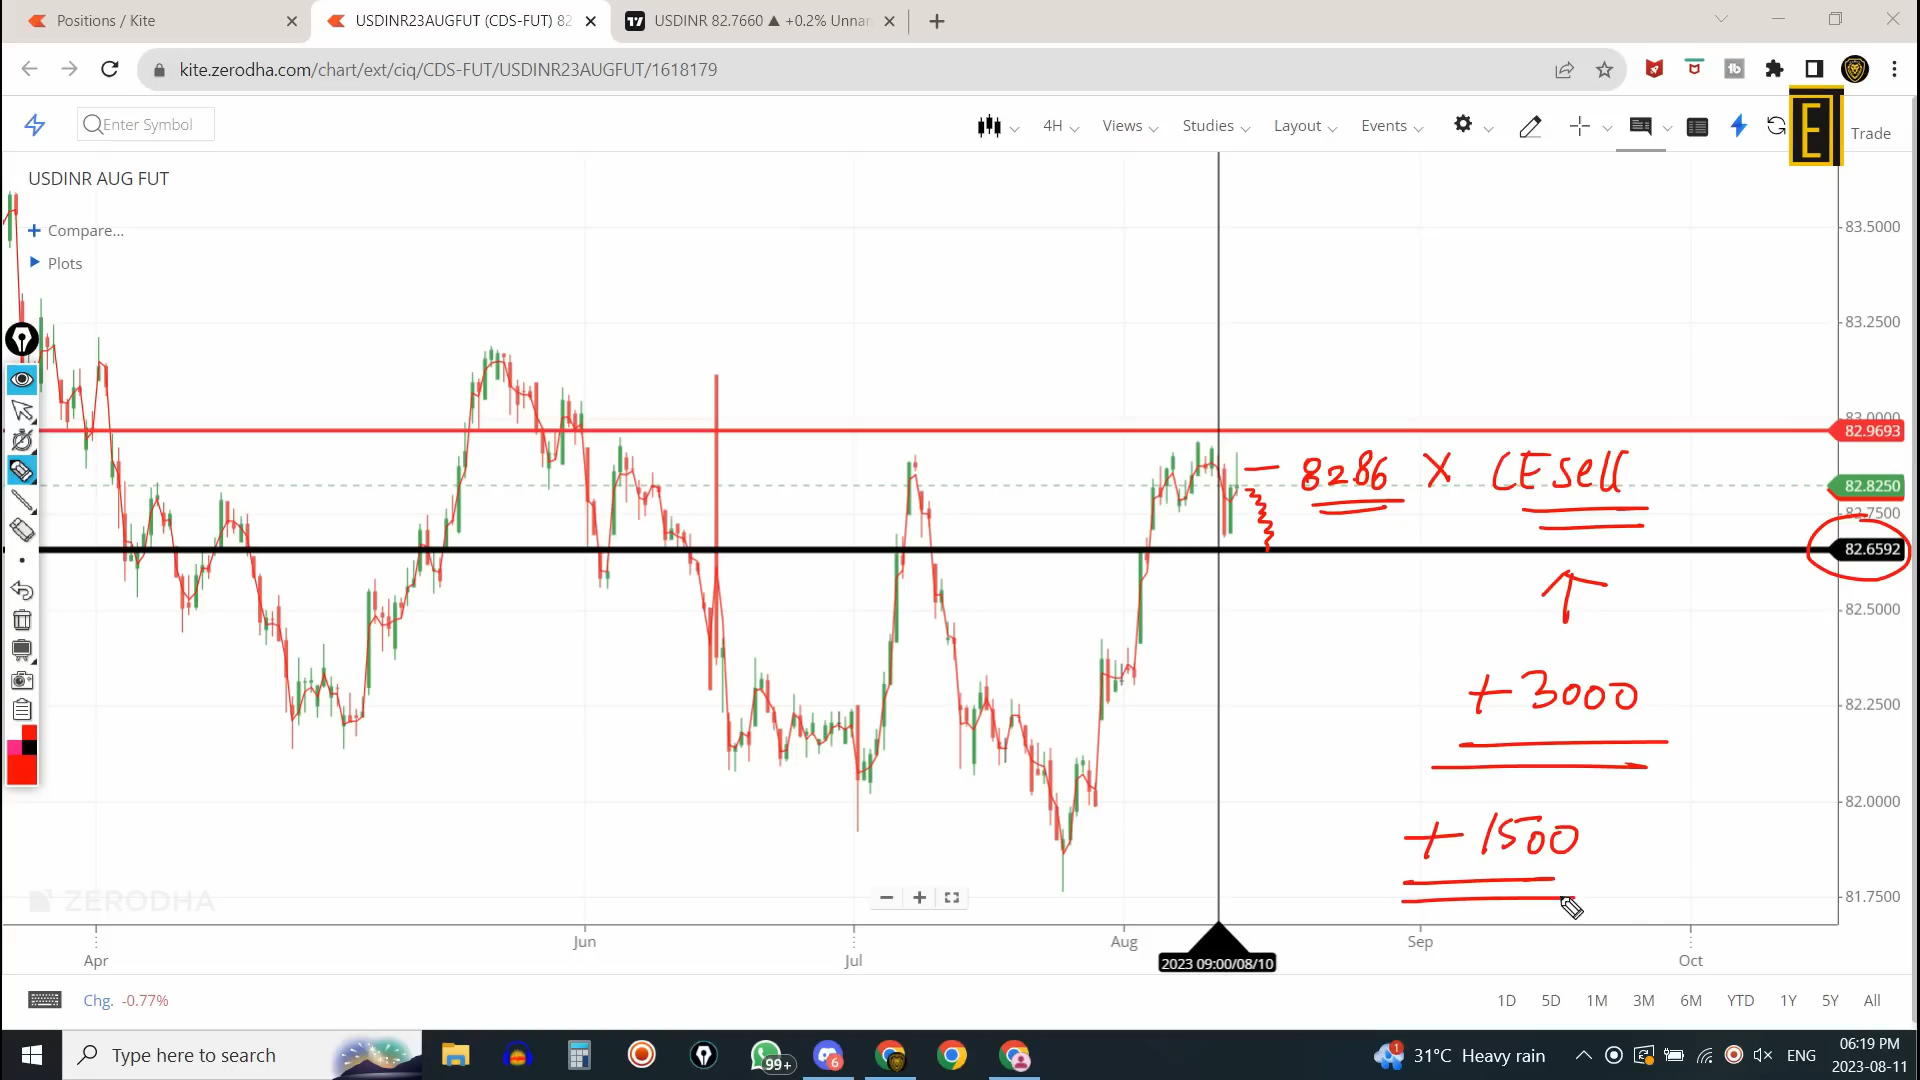 Positions / Kite
USDINR23AUGFUT (CDS-FUT) 82
USDINR 82.7660 ▲ +0.2% Unnar
kite.zerodha.com/chart/ext/ciq/CDS-FUT/USDINR23AUGFUT/1618179
Enter Symbol
4H
Views
Studies
Layout
Events
E
Trade
USDINR AUG FUT
Compare...
Plots
83.5000
83.2500
83.0000
82.9693
82.8250
82.7500
82.6592
82.5000
82.2500
82.0000
81.7500
8286 X CE Sell
+3000
+1500
ZERODHA
Apr
Jun
Jul
Aug
Sep
Oct
2023 09:00/08/10
Chg. -0.77%
1D 5D 1M 3M 6M YTD 1Y 5Y All
Type here to search
99+
6
1
31°C Heavy rain
ENG
06:19 PM
2023-08-11